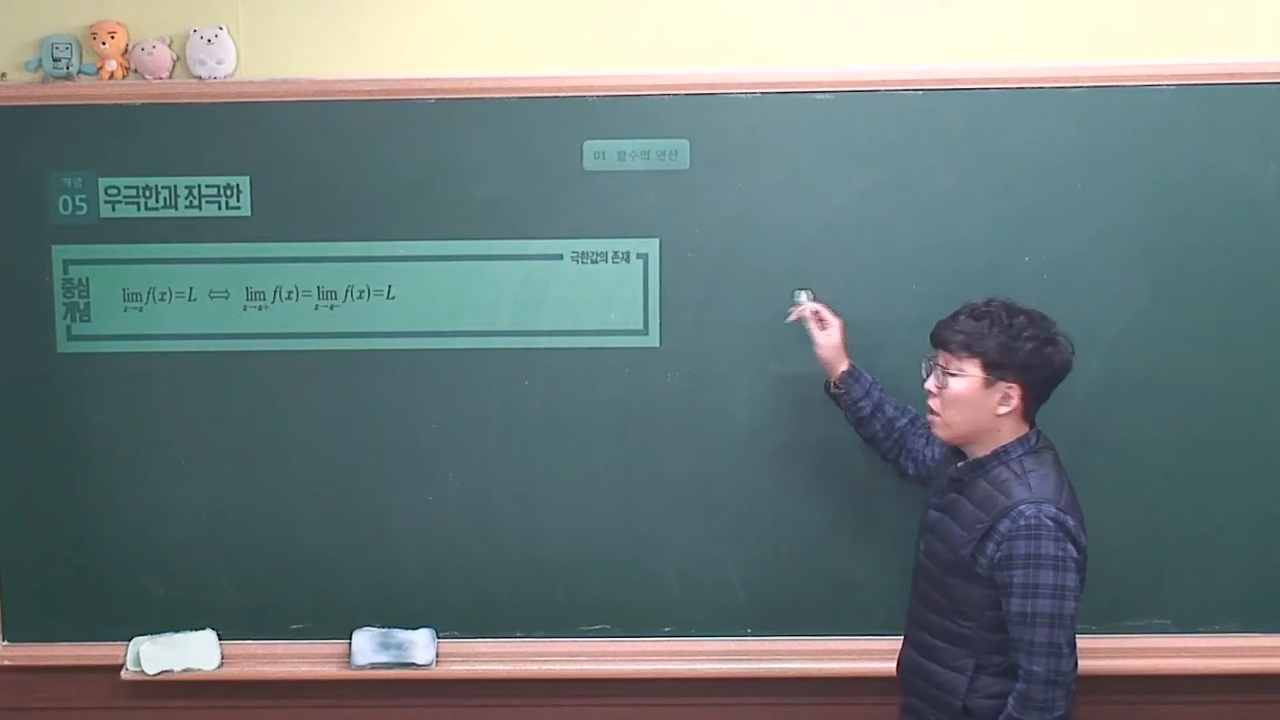 01 함수의 연산
개념
05 우극한과 좌극한
극한값의 존재
중심
개념
lim f(x)=L ⇔ lim f(x)=lim f(x)=L
x→a x→a+ x→a−